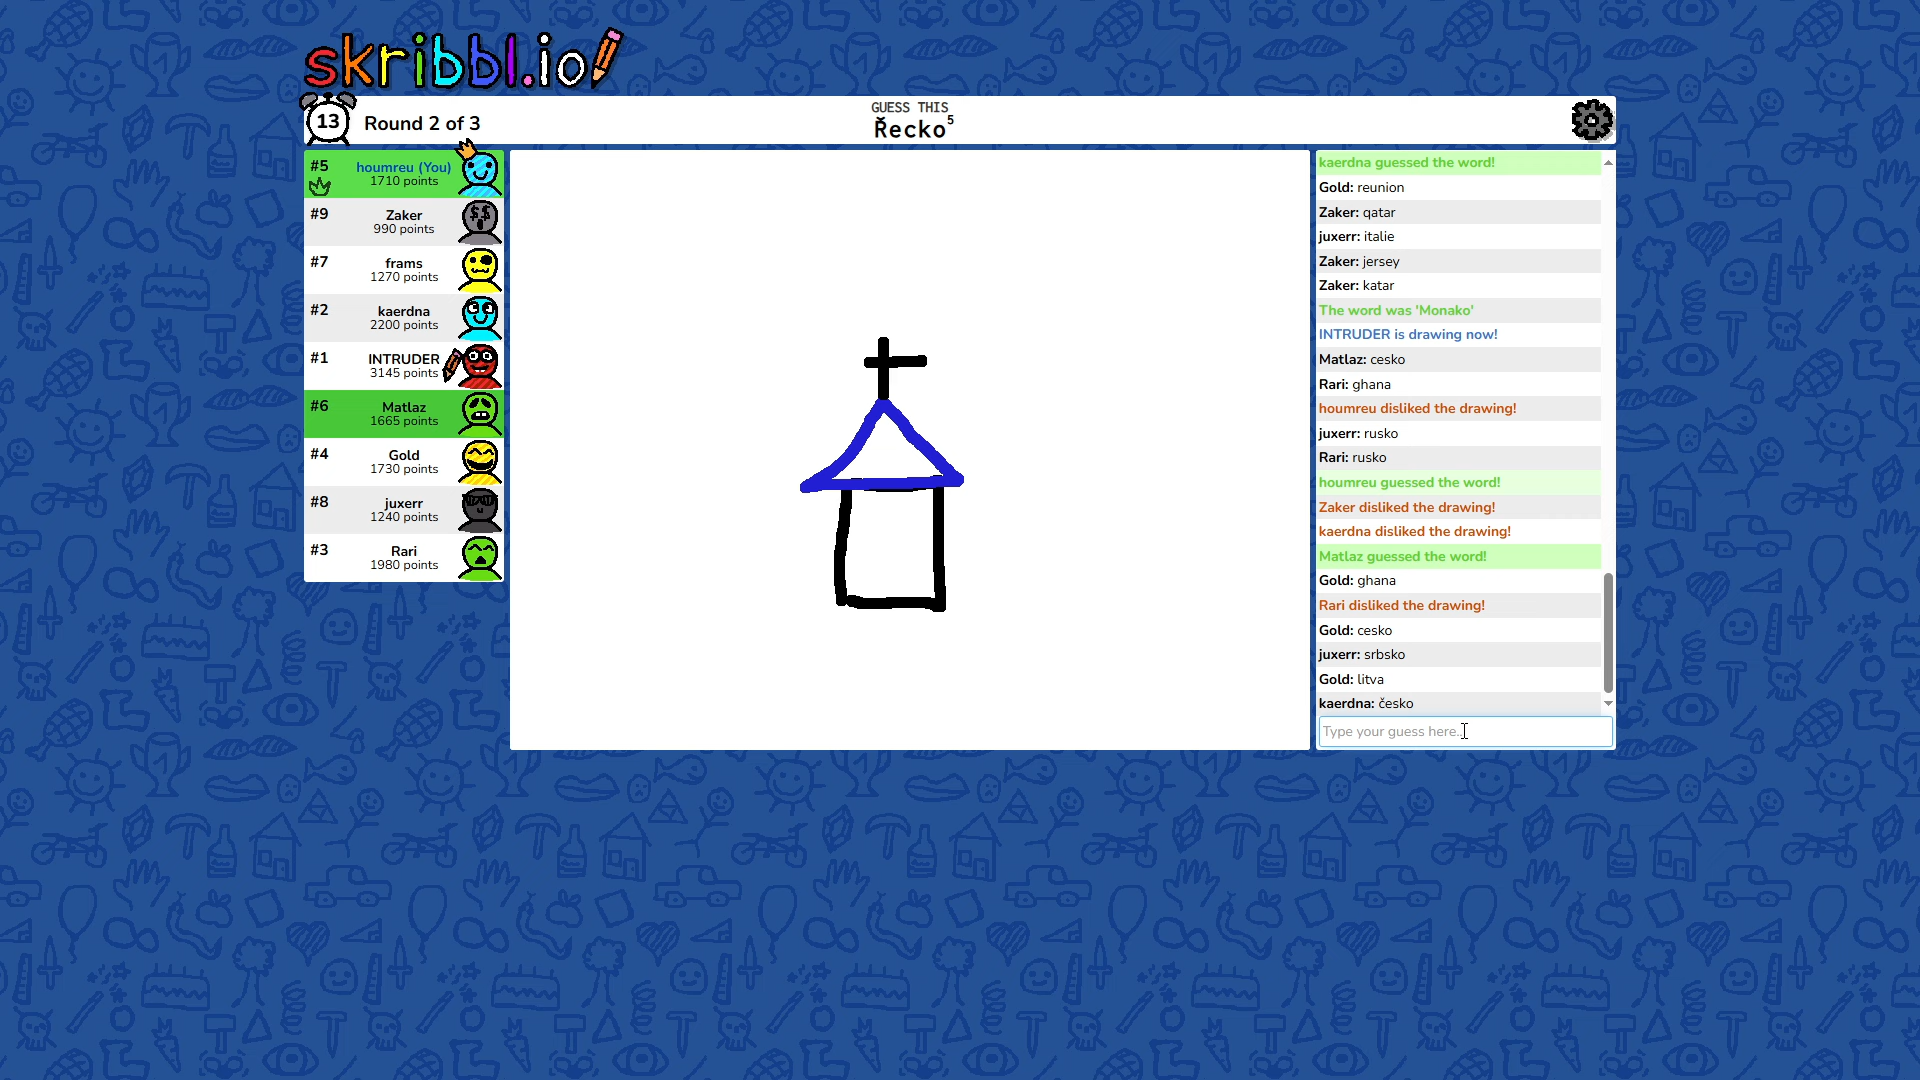 skribbl.io
13
Round 2 of 3
GUESS THIS
Řecko5
#5
houmreu (You)
1710 points
#9
Zaker
990 points
#7
frams
1270 points
#2
kaerdna
2200 points
#1
INTRUDER
3145 points
#6
Matlaz
1665 points
#4
Gold
1730 points
#8
juxerr
1240 points
#3
Rari
1980 points
kaerdna guessed the word!
Gold: reunion
Zaker: qatar
juxerr: italie
Zaker: jersey
Zaker: katar
The word was 'Monako'
INTRUDER is drawing now!
Matlaz: cesko
Rari: ghana
houmreu disliked the drawing!
juxerr: rusko
Rari: rusko
houmreu guessed the word!
Zaker disliked the drawing!
kaerdna disliked the drawing!
Matlaz guessed the word!
Gold: ghana
Rari disliked the drawing!
Gold: cesko
juxerr: srbsko
Gold: litva
kaerdna: česko
Type your guess here...